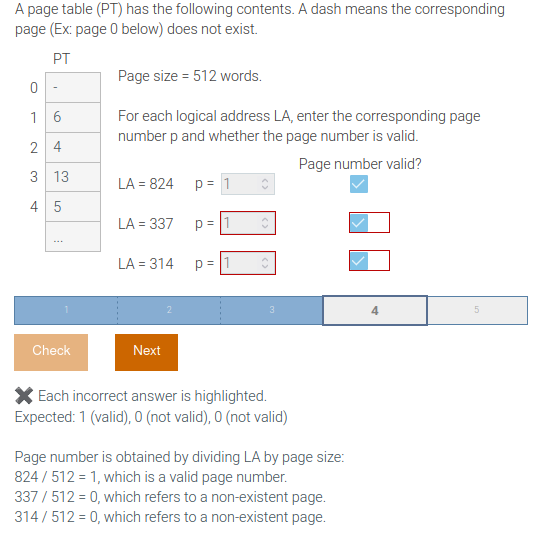 A page table (PT) has the following contents. A dash means the corresponding
page (Ex: page 0 below) does not exist.
PT
0 -
1 6
2 4
3 13
4 5
...
Page size = 512 words.
For each logical address LA, enter the corresponding page
number p and whether the page number is valid.
Page number valid?
LA = 824 p = 1
LA = 337 p = 1
LA = 314 p = 1
1 2 3 4 5
Check Next
Each incorrect answer is highlighted.
Expected: 1 (valid), 0 (not valid), 0 (not valid)
Page number is obtained by dividing LA by page size:
824 / 512 = 1, which is a valid page number.
337 / 512 = 0, which refers to a non-existent page.
314 / 512 = 0, which refers to a non-existent page.